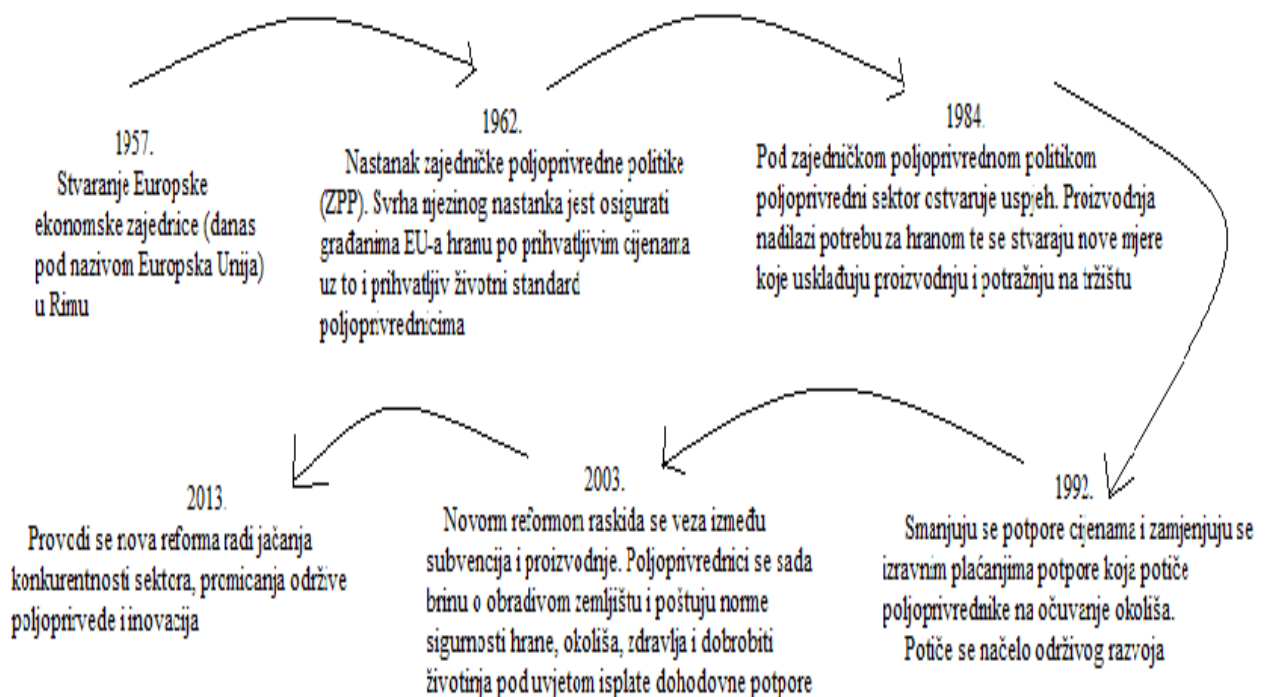 1957.
Stvaranje Europske
ekonomske zajednice (danas
pod nazivom Europska Unija)
u Rimu
1962.
Nastanak zajedničke poljoprivredne politike
(ZPP). Svrha njezinog nastanka jest osigurati
građanima EU-a hranu po prihvatljivim cijenama
uz to i prihvatljiv životni standard
poljoprivrednicima
1984.
Pod zajedničkom poljoprivrednom politikom
poljoprivredni sektor ostvaruje uspjeh. Proizvodnja
nadilazi potrebu za hranom te se stvaraju nove mjere
koje usklađuju proizvodnju i potražnju na tržištu
1992.
Smanjuju se potpore cijenama i zamjenjuju se
izravnim plaćanjima potpore koja potiče
poljoprivrednike na očuvanje okoliša.
Potiče se načelo održivog razvoja
2003.
Novom reformom raskida se veza između
subvencija i proizvodnje. Poljoprivrednici se sada
brinu o obradivom zemljištu i poštuju norme
sigurnosti hrane, okoliša, zdravlja i dobrobiti
životinja pod uvjetom isplate dohodovne potpore
2013.
Provodi se nova reforma radi jačanja
konkurentnosti sektora, promicanja održive
poljoprirvede i inovacija